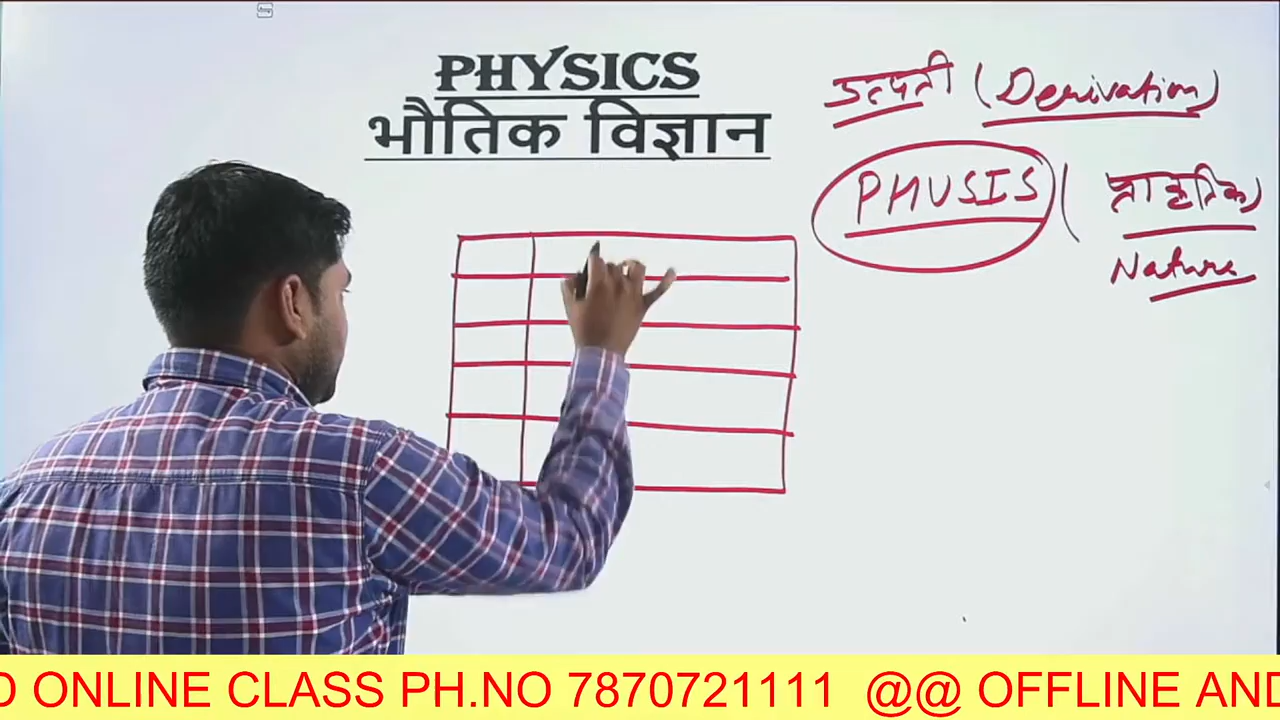 PHYSICS
भौतिक विज्ञान
उत्पती (Derivation)
PHUSIS ( प्राकृतिक)
Nature
O ONLINE CLASS PH.NO 7870721111 @@ OFFLINE AND